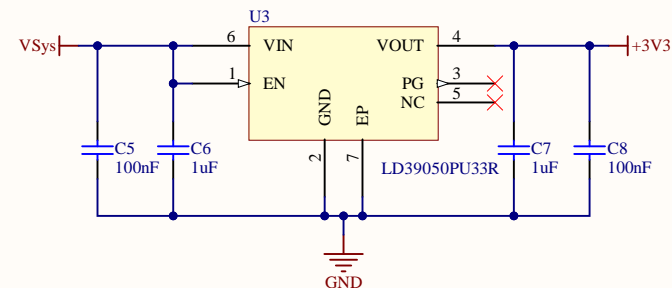 U3
VSys
6
VIN
VOUT
4
+3V3
1
EN
PG
3
NC
5
GND
EP
2
7
C5
100nF
C6
1uF
LD39050PU33R
C7
1uF
C8
100nF
GND